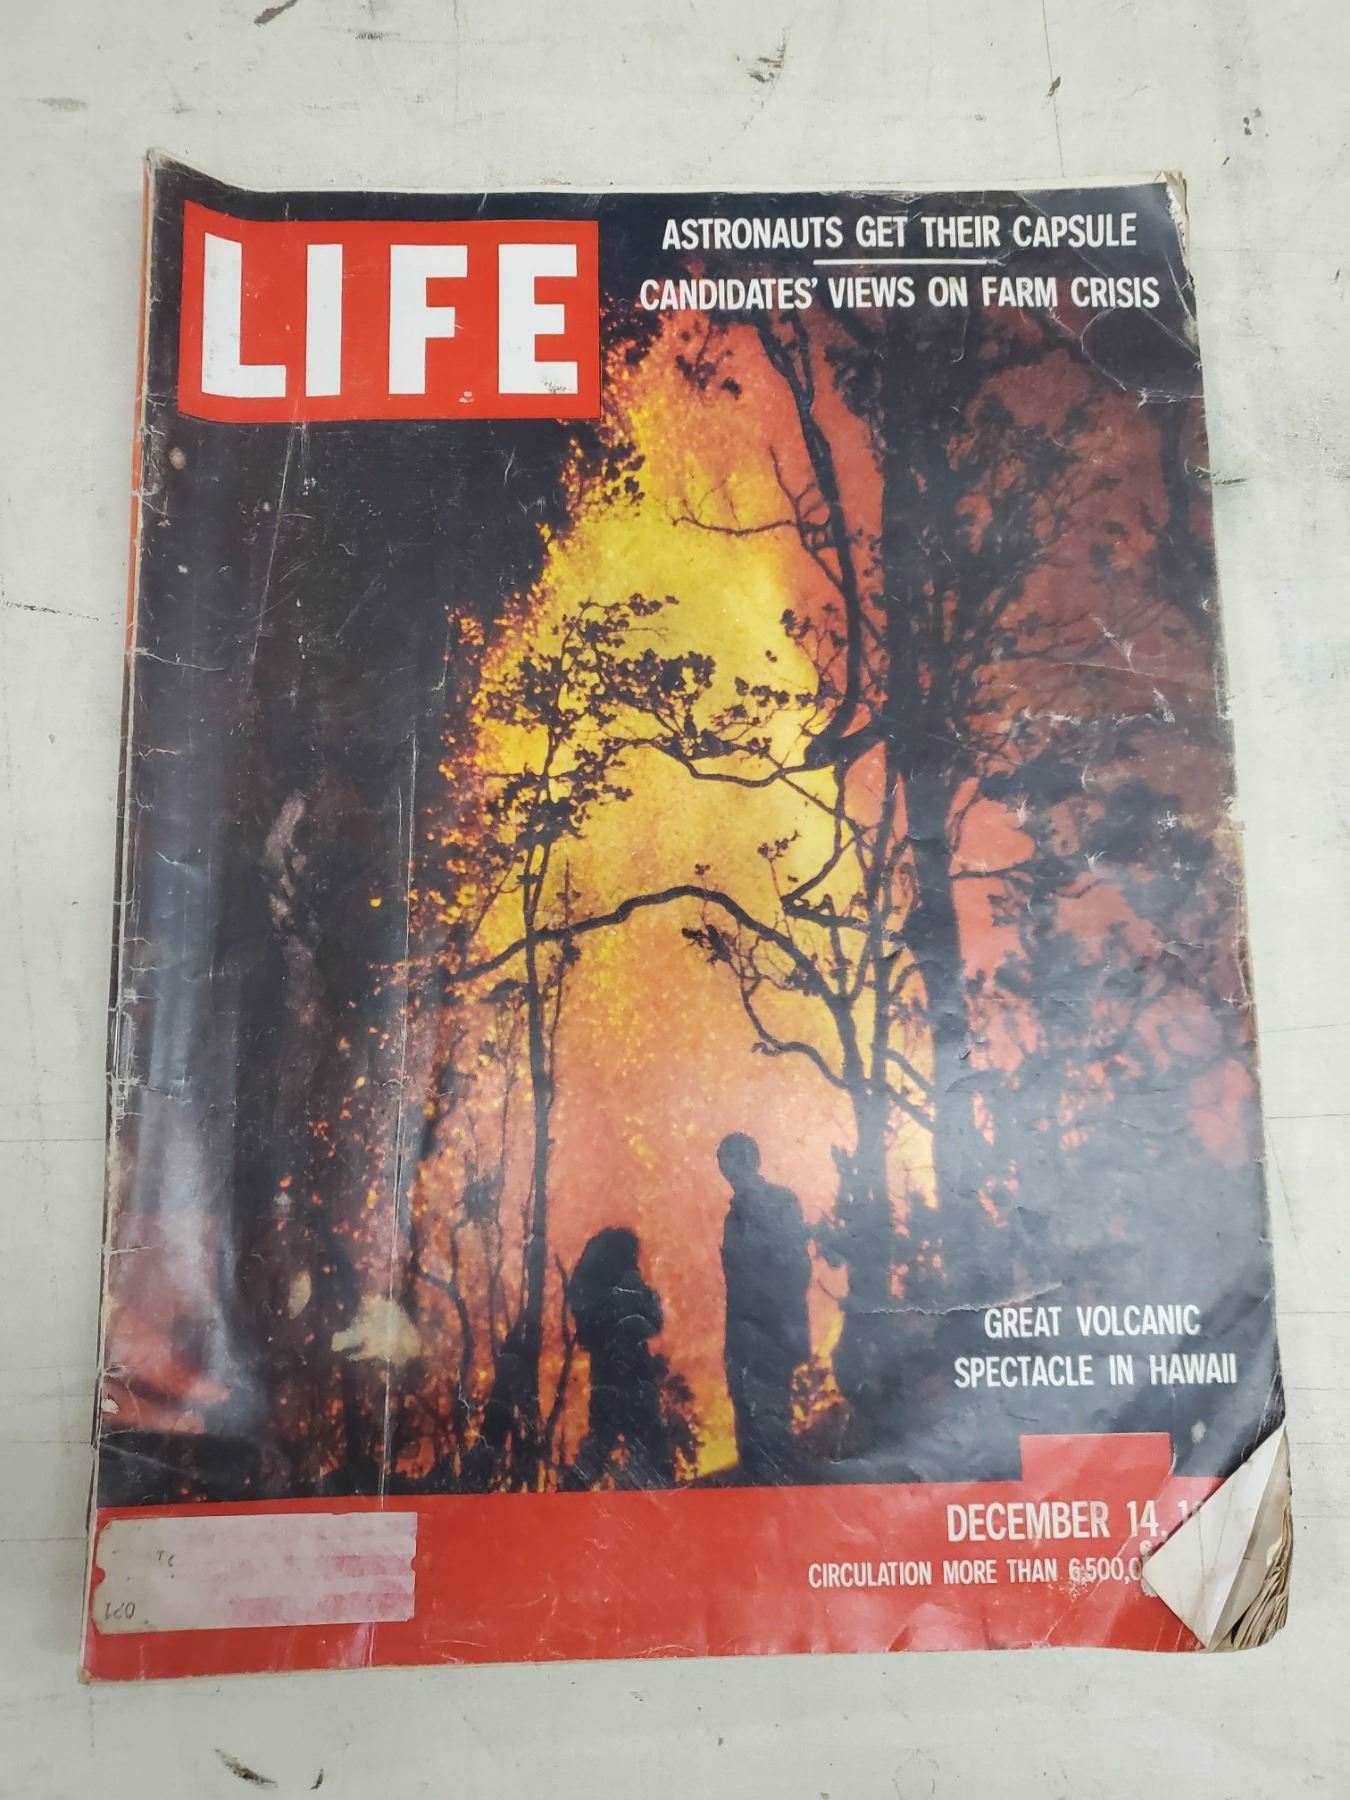 LIFE
ASTRONAUTS GET THEIR CAPSULE
CANDIDATES' VIEWS ON FARM CRISIS
GREAT VOLCANIC
SPECTACLE IN HAWAII
DECEMBER 14,
CIRCULATION MORE THAN